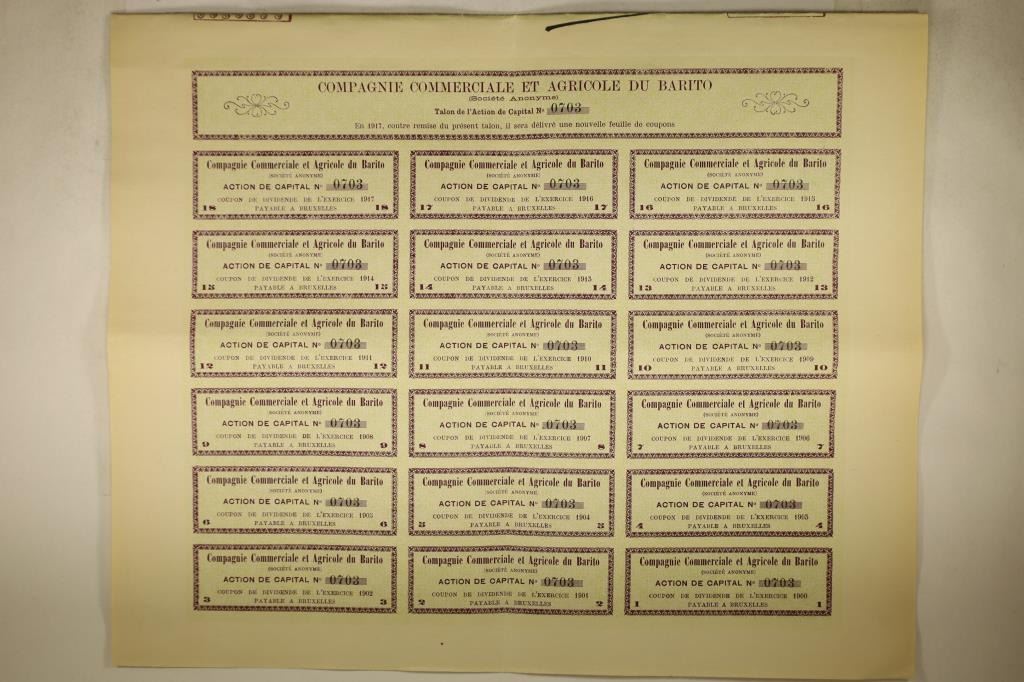 COMPAGNIE COMMERCIALE ET AGRICOLE DU BARITO
(Société Anonyme)
Talon de l'Action de Capital Nº 0703
En 1917, contre remise du présent talon, il sera délivré une nouvelle feuille de coupons
Compagnie Commerciale et Agricole du Barito
(SOCIÉTÉ ANONYME)
ACTION DE CAPITAL Nº 0703
COUPON DE DIVIDENDE DE L'EXERCICE 1917
18 PAYABLE A BRUXELLES 18
Compagnie Commerciale et Agricole du Barito
(SOCIÉTÉ ANONYME)
ACTION DE CAPITAL Nº 0703
COUPON DE DIVIDENDE DE L'EXERCICE 1916
17 PAYABLE A BRUXELLES 17
Compagnie Commerciale et Agricole du Barito
(SOCIÉTÉ ANONYME)
ACTION DE CAPITAL Nº 0703
COUPON DE DIVIDENDE DE L'EXERCICE 1915
16 PAYABLE A BRUXELLES 16
Compagnie Commerciale et Agricole du Barito
(SOCIÉTÉ ANONYME)
ACTION DE CAPITAL Nº 0703
COUPON DE DIVIDENDE DE L'EXERCICE 1914
15 PAYABLE A BRUXELLES 15
Compagnie Commerciale et Agricole du Barito
(SOCIÉTÉ ANONYME)
ACTION DE CAPITAL Nº 0703
COUPON DE DIVIDENDE DE L'EXERCICE 1913
14 PAYABLE A BRUXELLES 14
Compagnie Commerciale et Agricole du Barito
(SOCIÉTÉ ANONYME)
ACTION DE CAPITAL Nº 0703
COUPON DE DIVIDENDE DE L'EXERCICE 1912
13 PAYABLE A BRUXELLES 13
Compagnie Commerciale et Agricole du Barito
(SOCIÉTÉ ANONYME)
ACTION DE CAPITAL Nº 0703
COUPON DE DIVIDENDE DE L'EXERCICE 1911
12 PAYABLE A BRUXELLES 12
Compagnie Commerciale et Agricole du Barito
(SOCIÉTÉ ANONYME)
ACTION DE CAPITAL Nº 0703
COUPON DE DIVIDENDE DE L'EXERCICE 1910
11 PAYABLE A BRUXELLES 11
Compagnie Commerciale et Agricole du Barito
(SOCIÉTÉ ANONYME)
ACTION DE CAPITAL Nº 0703
COUPON DE DIVIDENDE DE L'EXERCICE 1909
10 PAYABLE A BRUXELLES 10
Compagnie Commerciale et Agricole du Barito
(SOCIÉTÉ ANONYME)
ACTION DE CAPITAL Nº 0703
COUPON DE DIVIDENDE DE L'EXERCICE 1908
9 PAYABLE A BRUXELLES 9
Compagnie Commerciale et Agricole du Barito
(SOCIÉTÉ ANONYME)
ACTION DE CAPITAL Nº 0703
COUPON DE DIVIDENDE DE L'EXERCICE 1907
8 PAYABLE A BRUXELLES 8
Compagnie Commerciale et Agricole du Barito
(SOCIÉTÉ ANONYME)
ACTION DE CAPITAL Nº 0703
COUPON DE DIVIDENDE DE L'EXERCICE 1906
7 PAYABLE A BRUXELLES 7
Compagnie Commerciale et Agricole du Barito
(SOCIÉTÉ ANONYME)
ACTION DE CAPITAL Nº 0703
COUPON DE DIVIDENDE DE L'EXERCICE 1905
6 PAYABLE A BRUXELLES 6
Compagnie Commerciale et Agricole du Barito
(SOCIÉTÉ ANONYME)
ACTION DE CAPITAL Nº 0703
COUPON DE DIVIDENDE DE L'EXERCICE 1904
5 PAYABLE A BRUXELLES 5
Compagnie Commerciale et Agricole du Barito
(SOCIÉTÉ ANONYME)
ACTION DE CAPITAL Nº 0703
COUPON DE DIVIDENDE DE L'EXERCICE 1903
4 PAYABLE A BRUXELLES 4
Compagnie Commerciale et Agricole du Barito
(SOCIÉTÉ ANONYME)
ACTION DE CAPITAL Nº 0703
COUPON DE DIVIDENDE DE L'EXERCICE 1902
3 PAYABLE A BRUXELLES 3
Compagnie Commerciale et Agricole du Barito
(SOCIÉTÉ ANONYME)
ACTION DE CAPITAL Nº 0703
COUPON DE DIVIDENDE DE L'EXERCICE 1901
2 PAYABLE A BRUXELLES 2
Compagnie Commerciale et Agricole du Barito
(SOCIÉTÉ ANONYME)
ACTION DE CAPITAL Nº 0703
COUPON DE DIVIDENDE DE L'EXERCICE 1900
1 PAYABLE A BRUXELLES 1